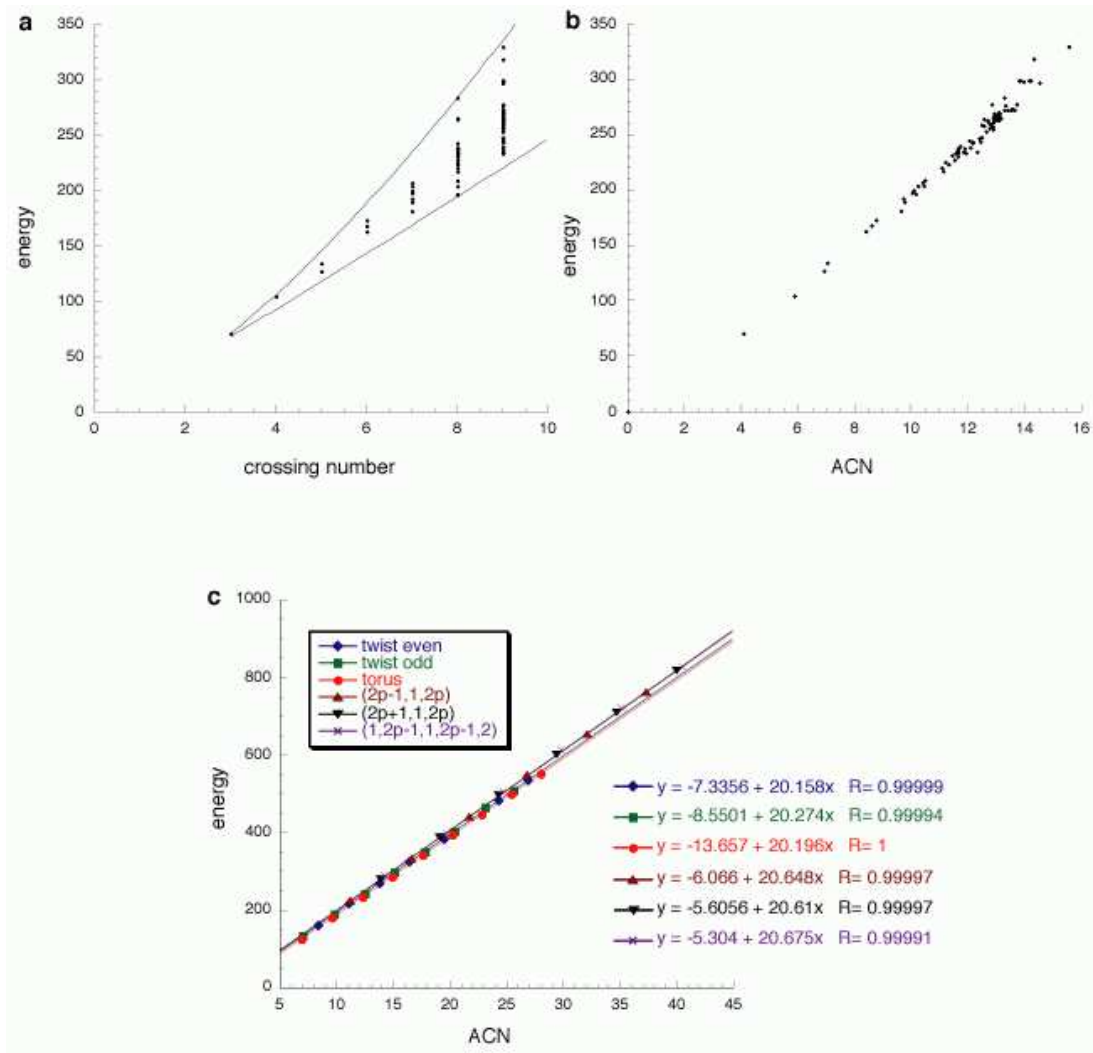 a
350
300
250
200
150
100
50
0
energy
0 2 4 6 8 10
crossing number
b
350
300
250
200
150
100
50
0
energy
0 2 4 6 8 10 12 14 16
ACN
c
1000
800
600
400
200
0
energy
twist even
twist odd
torus
(2p-1,1,2p)
(2p+1,1,2p)
(1,2p-1,1,2p-1,2)
y = -7.3356 + 20.158x R= 0.99999
y = -8.5501 + 20.274x R= 0.99994
y = -13.657 + 20.196x R= 1
y = -6.066 + 20.648x R= 0.99997
y = -5.6056 + 20.61x R= 0.99997
y = -5.304 + 20.675x R= 0.99991
5 10 15 20 25 30 35 40 45
ACN